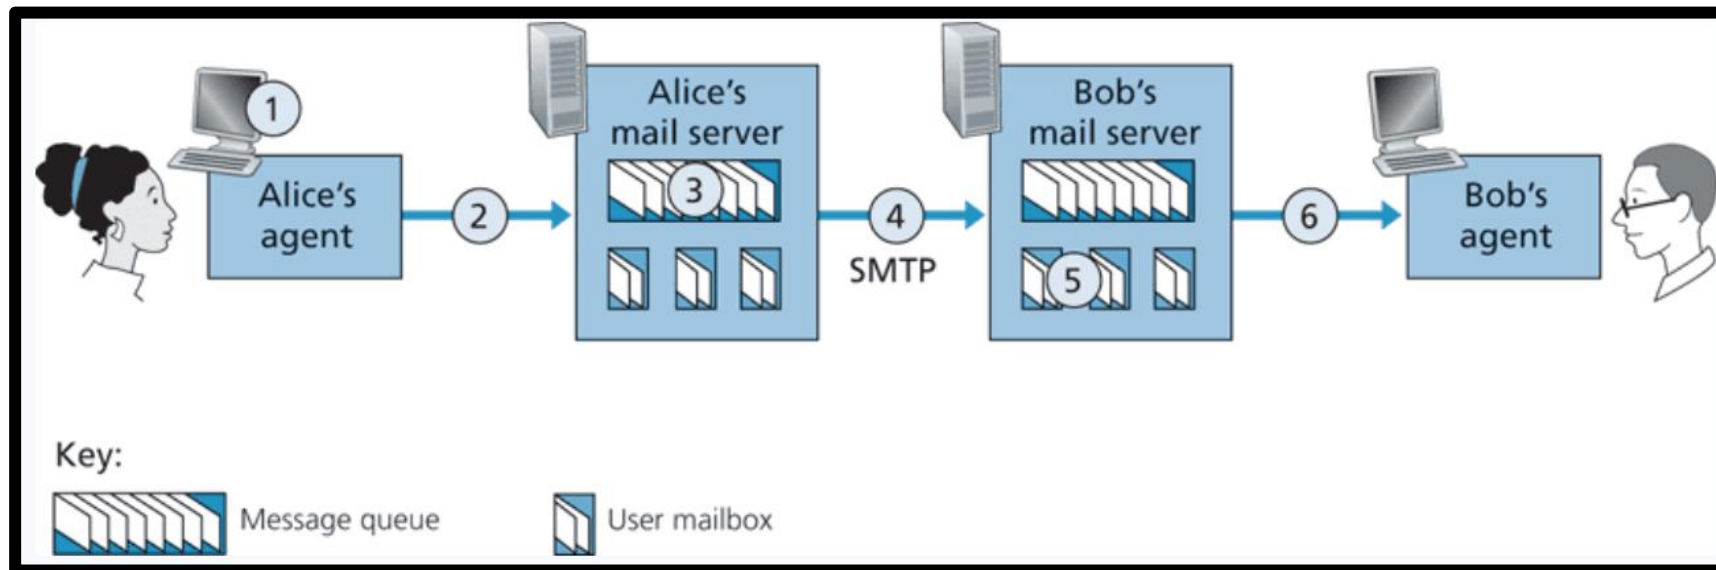 1
Alice's
agent
2
Alice's
mail server
3
4
SMTP
Bob's
mail server
5
6
Bob's
agent
Key:
Message queue
User mailbox